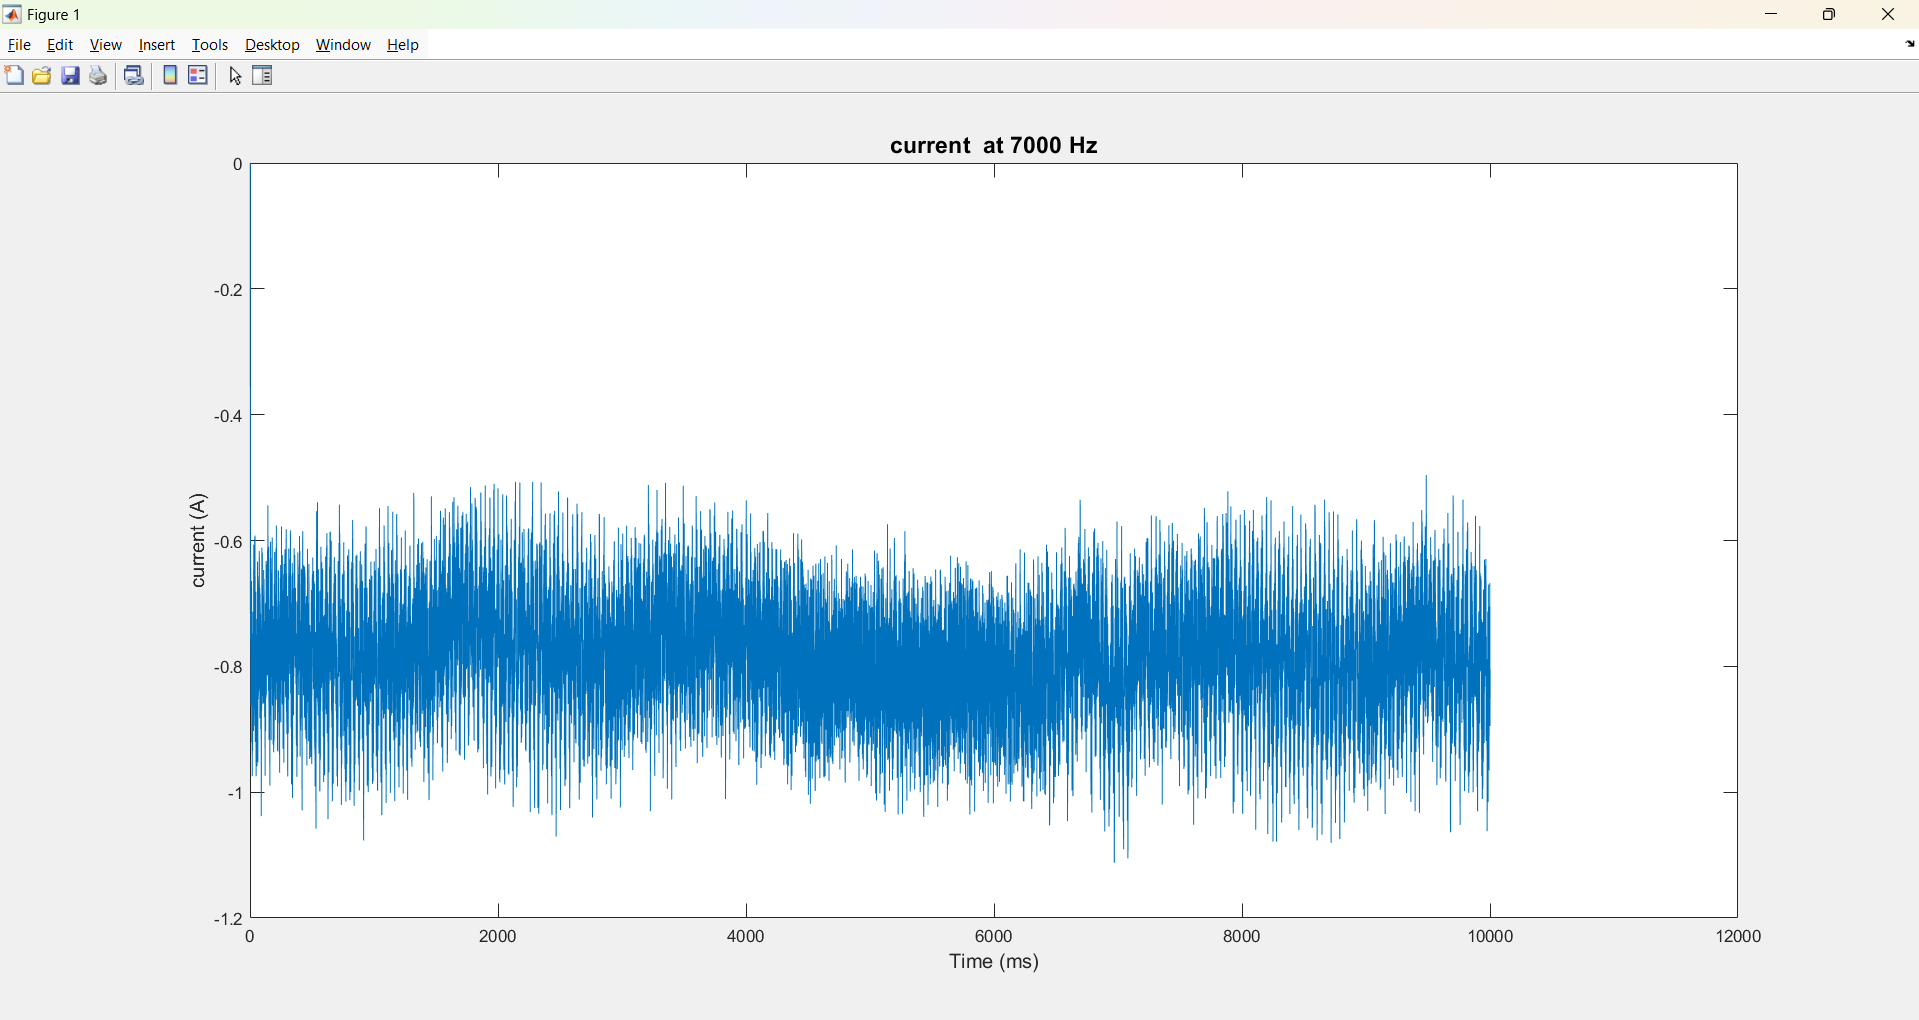 Figure 1
File Edit View Insert Tools Desktop Window Help
current  at 7000 Hz
0
-0.2
-0.4
-0.6
-0.8
-1
-1.2
current (A)
0 2000 4000 6000 8000 10000 12000
Time (ms)